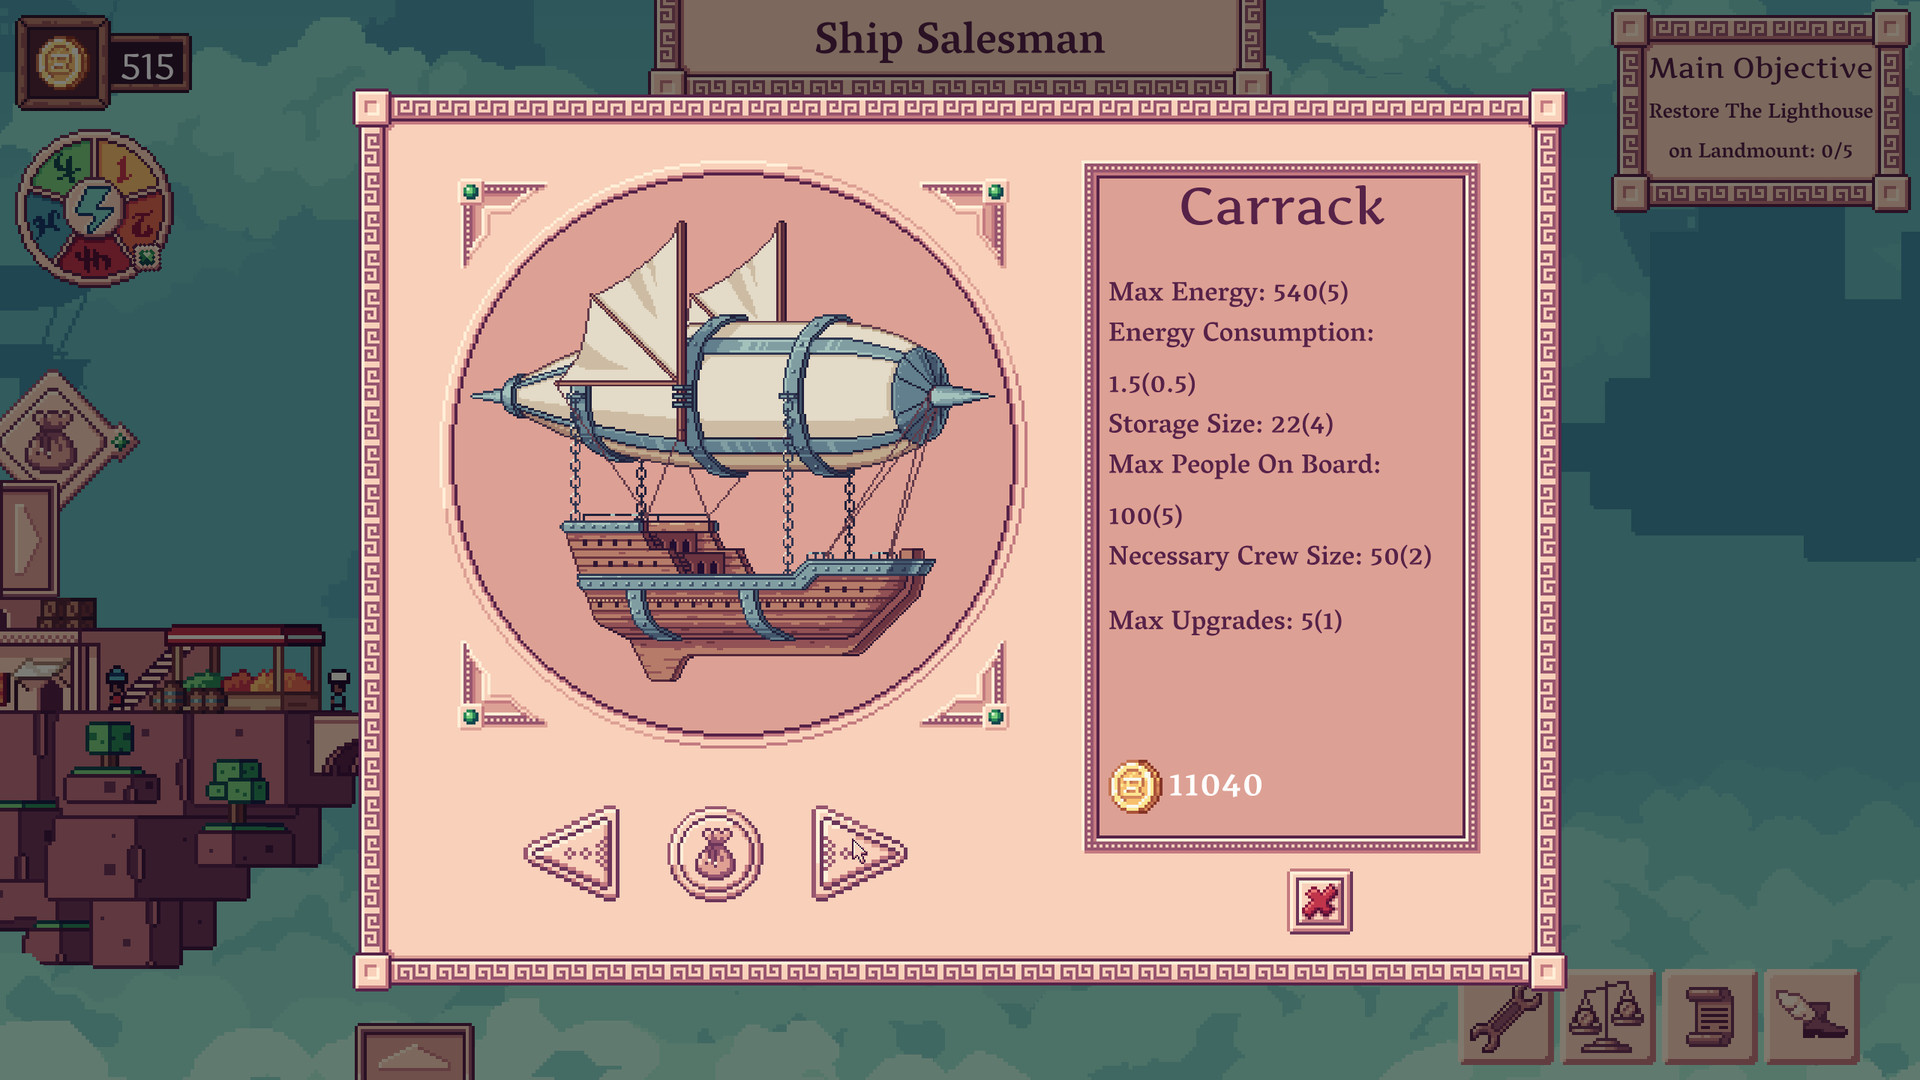 Ship Salesman
515
Main Objective
Restore The Lighthouse
on Landmount: 0/5
Carrack
Max Energy: 540(5)
Energy Consumption:
1.5(0.5)
Storage Size: 22(4)
Max People On Board:
100(5)
Necessary Crew Size: 50(2)
Max Upgrades: 5(1)
11040